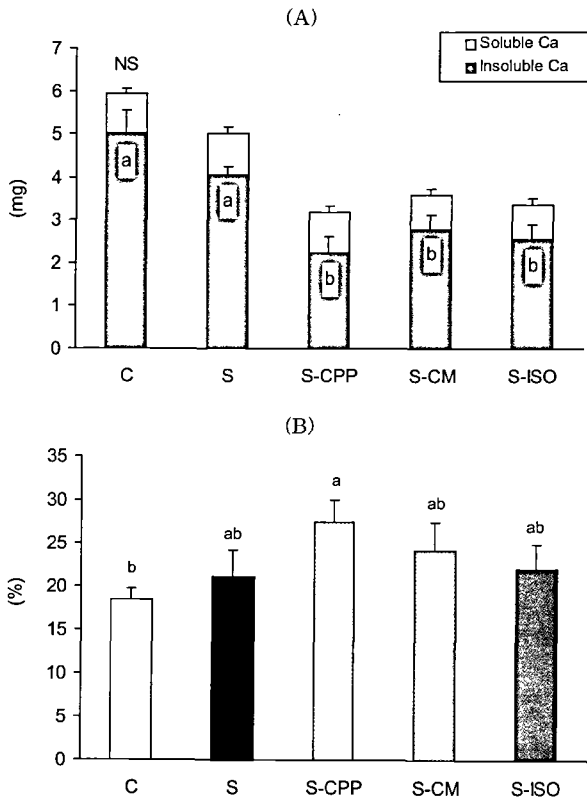 (A)
Soluble Ca
Insoluble Ca
NS
7
6
5
4
3
2
1
0
(mg)
a
a
b
b
b
C
S
S-CPP
S-CM
S-ISO
(B)
35
30
25
20
15
10
5
0
(%)
b
ab
a
ab
ab
C
S
S-CPP
S-CM
S-ISO